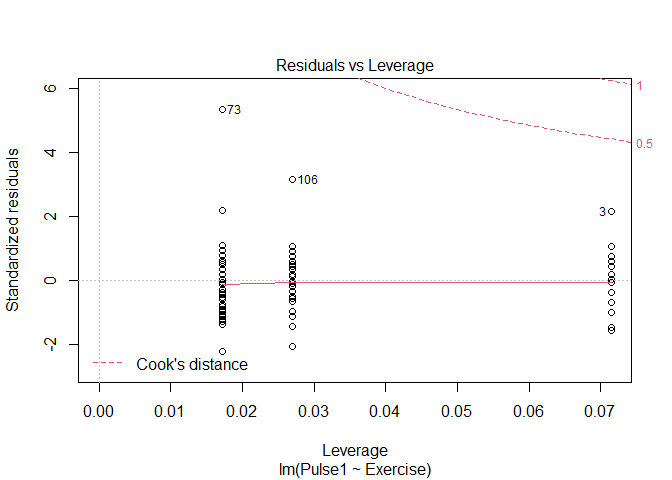 Residuals vs Leverage
Standardized residuals
6
4
2
0
-2
73
106
3
1
0.5
Cook's distance
0.00 0.01 0.02 0.03 0.04 0.05 0.06 0.07
Leverage
lm(Pulse1 ~ Exercise)